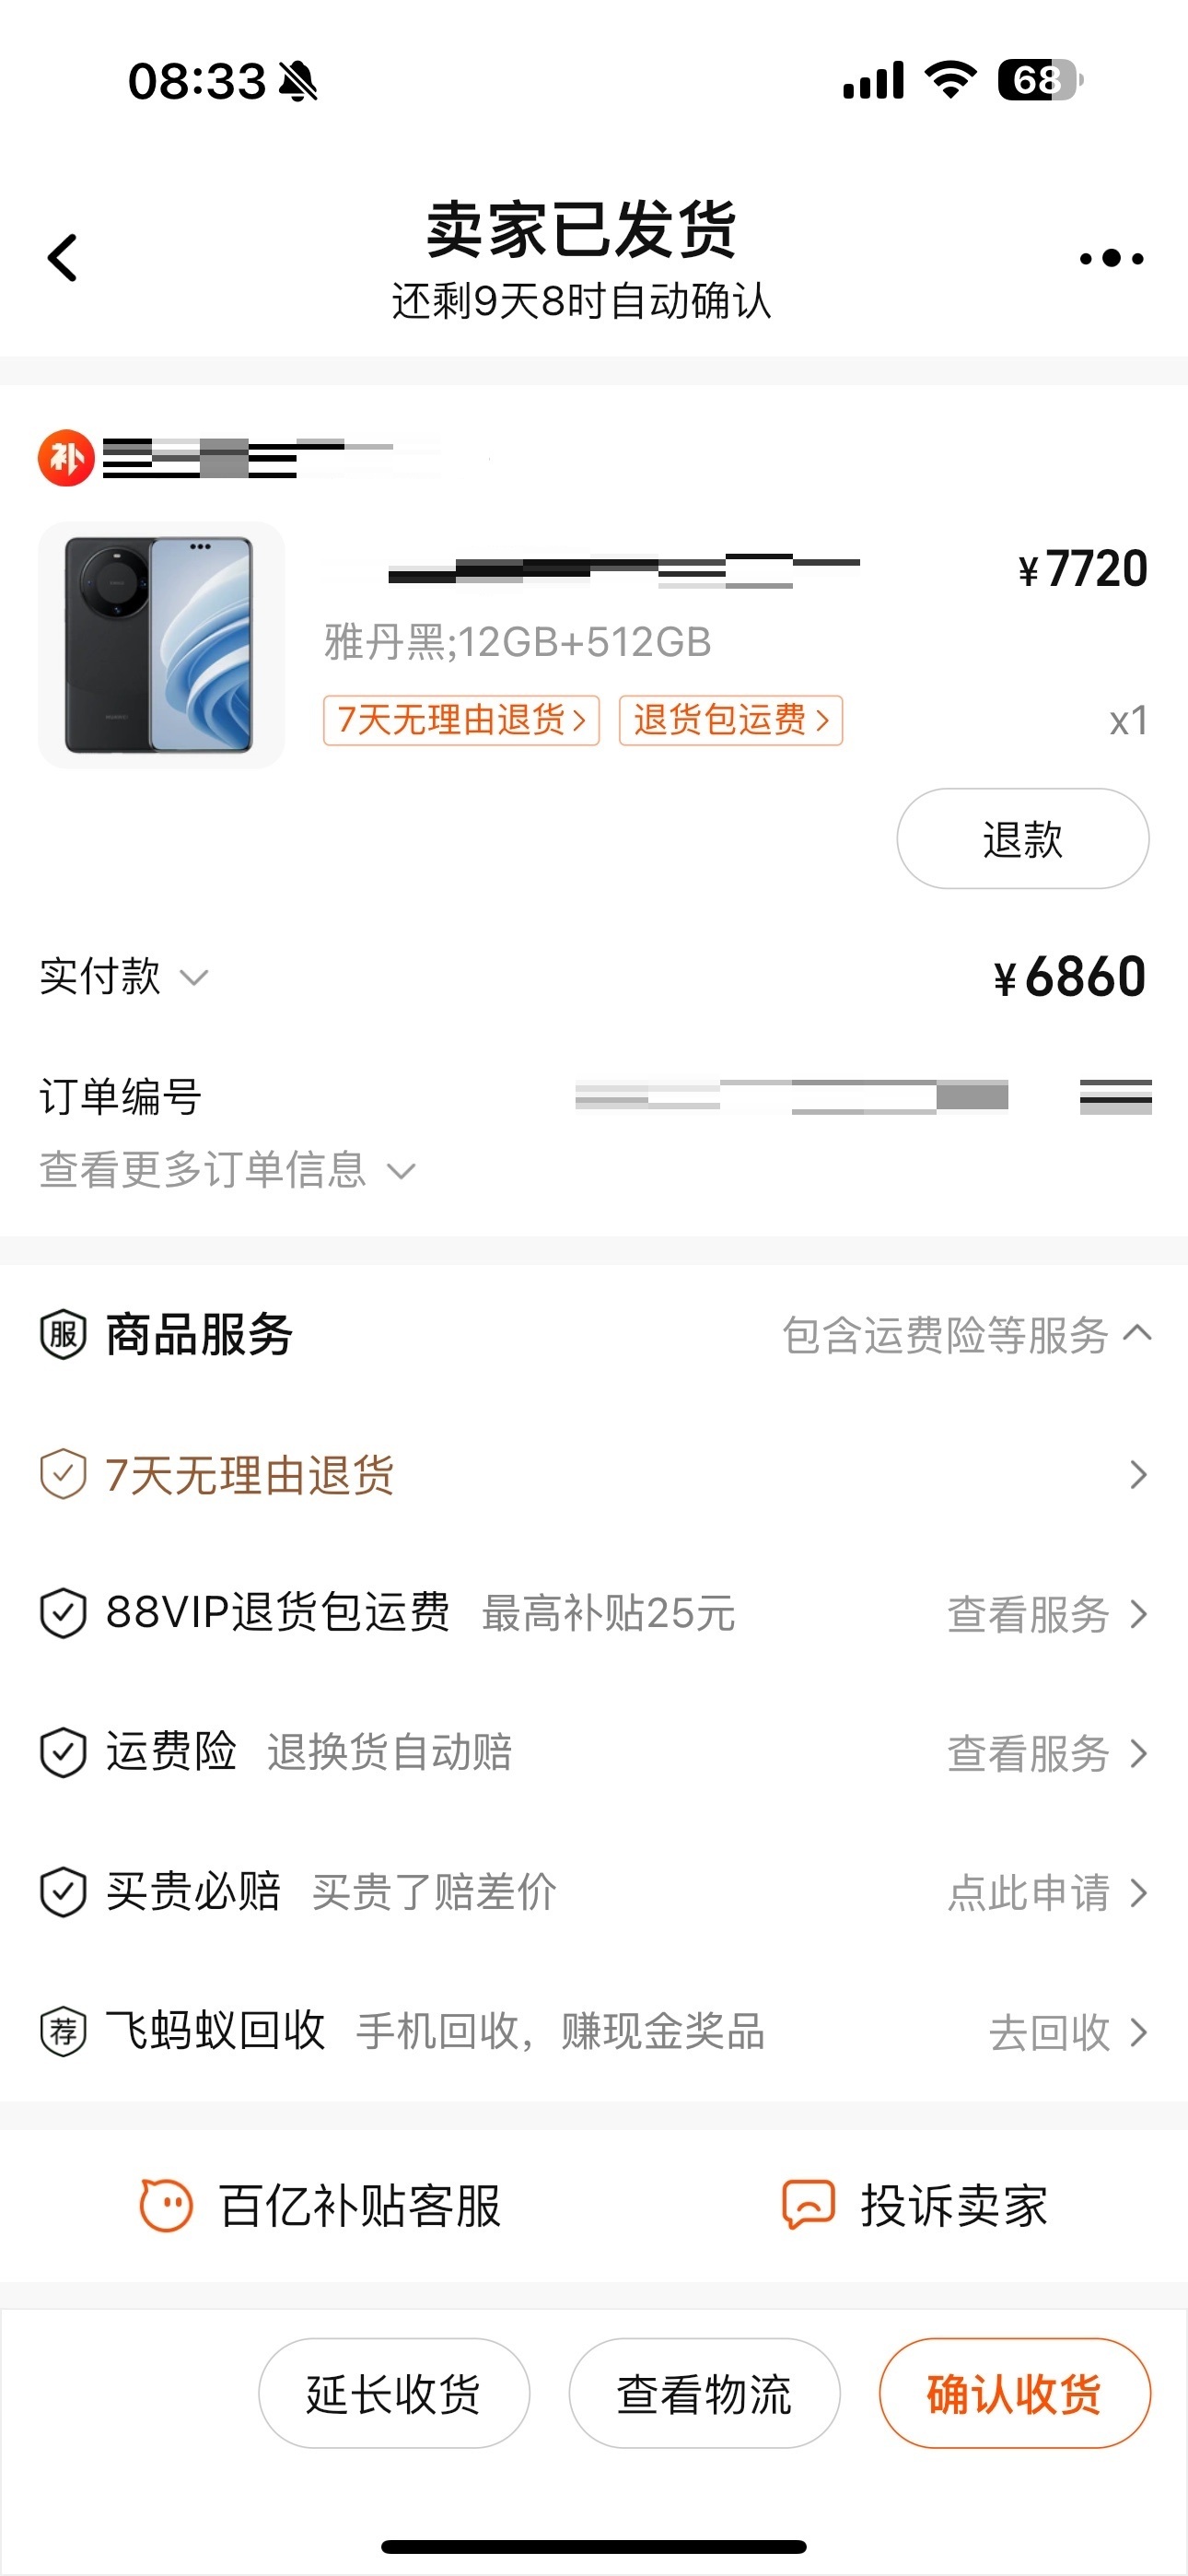 08:33
68
卖家已发货
还剩9天8时自动确认
补
¥7720
雅丹黑;12GB+512GB
7天无理由退货
退货包运费
x1
退款
实付款
¥6860
订单编号
查看更多订单信息
服 商品服务
包含运费险等服务
7天无理由退货
88VIP退货包运费 最高补贴25元 查看服务
运费险 退换货自动赔 查看服务
买贵必赔 买贵了赔差价 点此申请
荐 飞蚂蚁回收 手机回收，赚现金奖品 去回收
百亿补贴客服
投诉卖家
延长收货
查看物流
确认收货